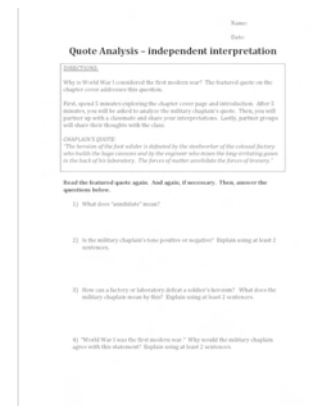 Name:
Date:
Quote Analysis – independent interpretation
DIRECTIONS:
Why is World War I considered the first modern war? The featured quote on
the chapter cover addresses this question.
First, spend 5 minutes exploring the chapter cover page and introduction. After 5
minutes, you will be asked to analyze the military chaplain's quote. Then, you will
partner up with a classmate and share your interpretations. Lastly, partner groups
will share their thoughts with the class.
CHAPLAIN'S QUOTE:
"The heroism of the foot soldier is defeated by the steelworker of the colossal factory
who builds the huge cannons and by the engineer who mixes the long-irritating gases
in the back of his laboratory. The forces of matter annihilate the forces of bravery."
Read the featured quote again. And again, if necessary. Then, answer the
questions below.
1) What does "annihilate" mean?
2) Is the military chaplain's tone positive or negative? Explain using at least 2
sentences.
3) How can a factory or laboratory defeat a soldier's heroism? What does the
military chaplain mean by this? Explain using at least 2 sentences.
4) "World War I was the first modern war." Why would the military chaplain
agree with this statement? Explain using at least 2 sentences.